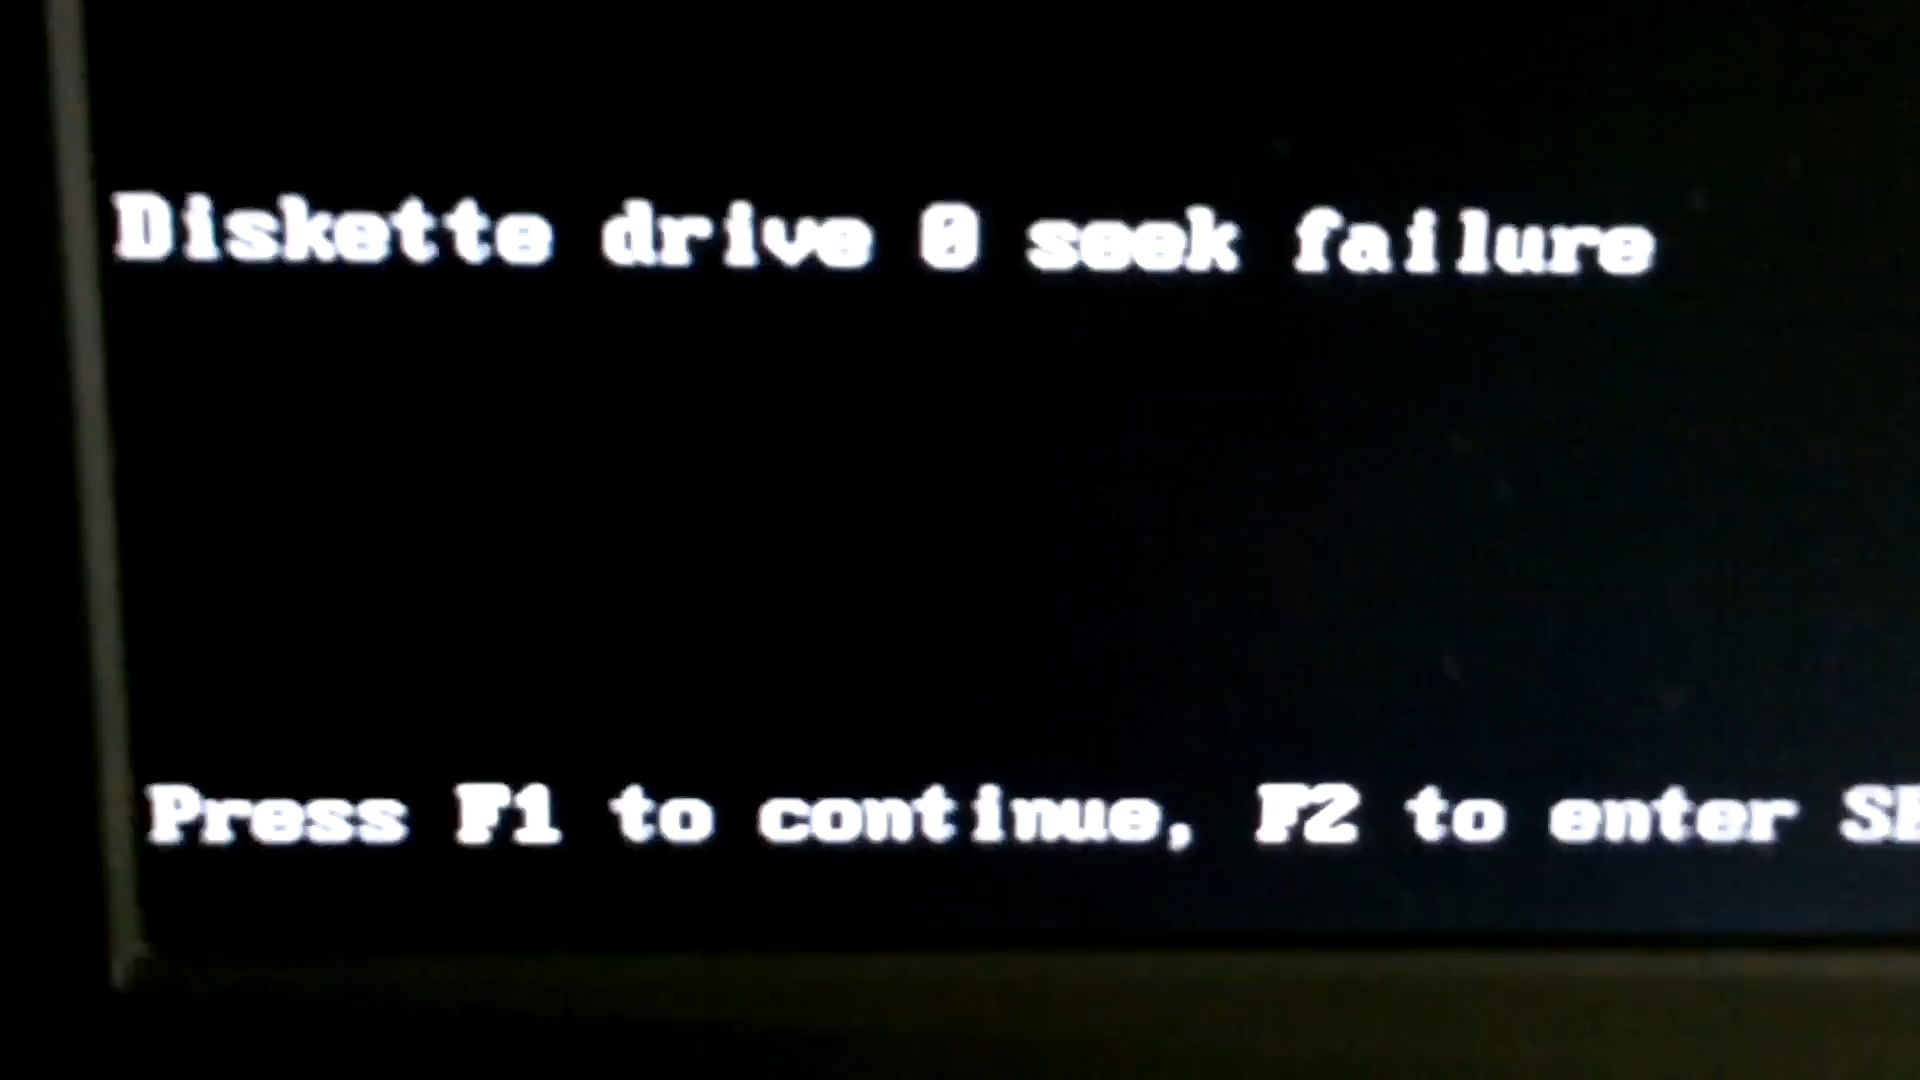 Diskette drive 0 seek failure
Press F1 to continue, F2 to enter